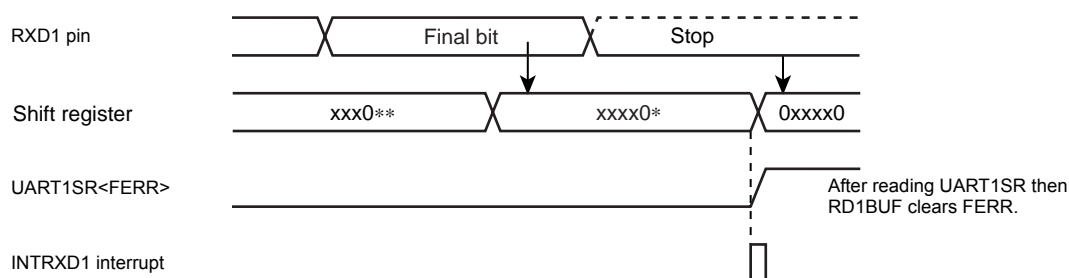 RXD1 pin
Final bit
Stop
Shift register
xxx0**
xxxx0*
0xxxx0
UART1SR<FERR>
After reading UART1SR then
RD1BUF clears FERR.
INTRXD1 interrupt